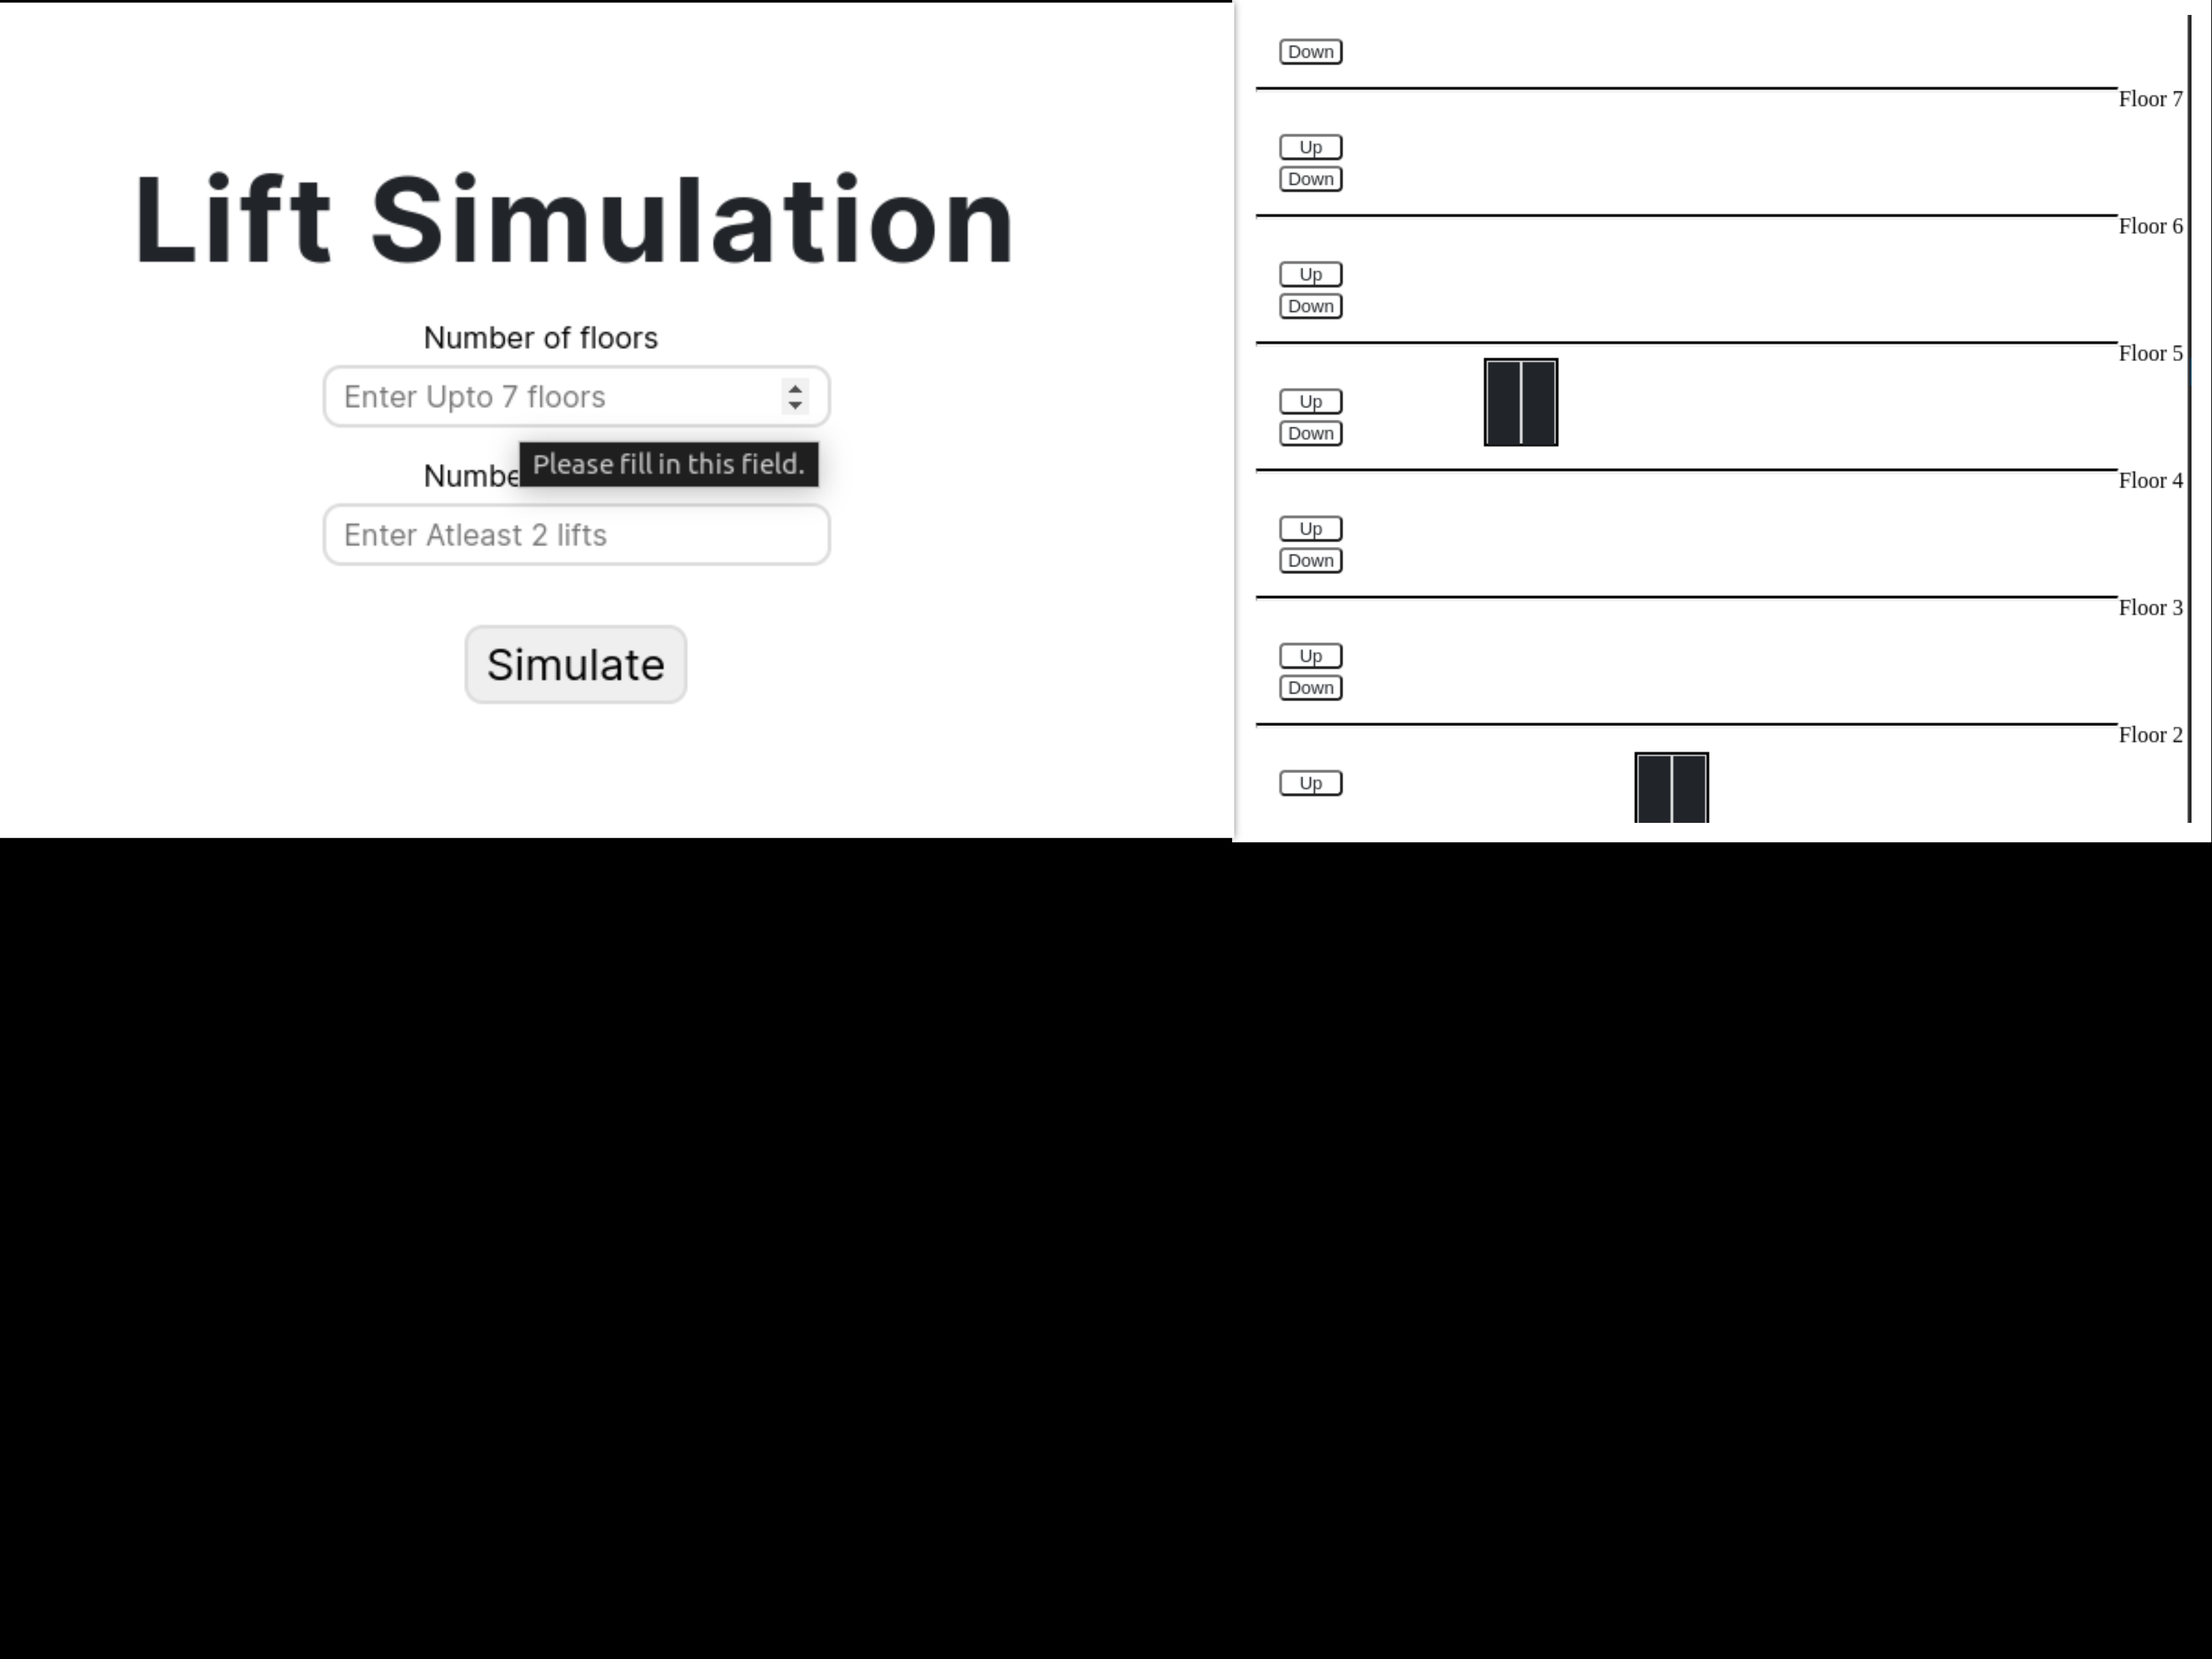 Lift Simulation
Number of floors
Enter Upto 7 floors
Please fill in this field.
Numbe
Enter Atleast 2 lifts
Simulate
Down
Floor 7
Up
Down
Floor 6
Up
Down
Floor 5
Up
Down
Floor 4
Up
Down
Floor 3
Up
Down
Floor 2
Up